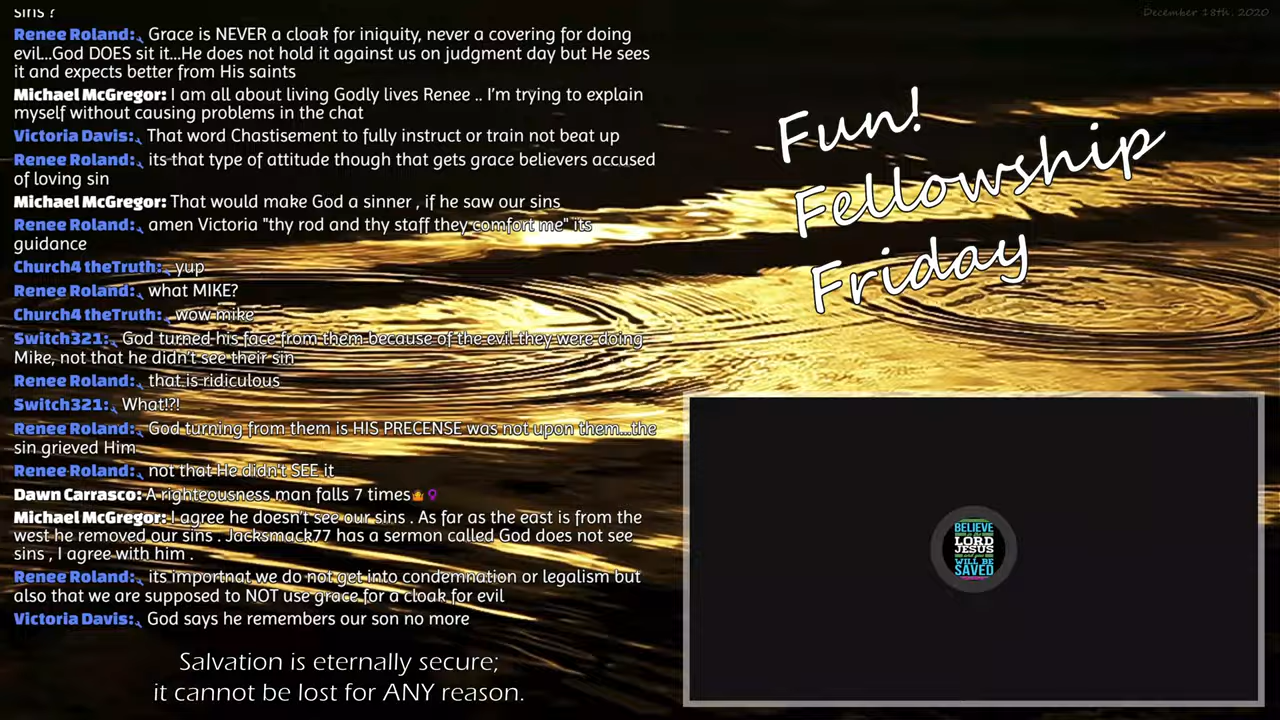 sins ?
Renee Roland: Grace is NEVER a cloak for iniquity, never a covering for doing
evil..God DOES sit it...He does not hold it against us on judgment day but He sees
it and expects better from His saints
Michael McGregor: I am all about living Godly lives Renee .. I'm trying to explain
myself without causing problems in the chat
Victoria Davis: That word Chastisement to fully instruct or train not beat up
Renee Roland: its that type of attitude though that gets grace believers accused
of loving sin
Michael McGregor: That would make God a sinner , if he saw our sins
Renee Roland: amen Victoria "thy rod and thy staff they comfort me" its
guidance
Church4 theTruth: yup
Renee Roland: what MIKE?
Church4 theTruth: wow mike
Switch321: God turned his face from them because of the evil they were doing
Mike, not that he didn't see their sin
Renee Roland: that is ridiculous
Switch321: What!?!
Renee Roland: God turning from them is HIS PRECENSE was not upon them...the
sin grieved Him
Renee Roland: not that He didn't SEE it
Dawn Carrasco: A righteousness man falls 7 times
Michael McGregor: I agree he doesn't see our sins . As far as the east is from the
west he removed our sins . Jacksmack77 has a sermon called God does not see
sins , I agree with him .
Renee Roland: its importnat we do not get into condemnation or legalism but
also that we are supposed to NOT use grace for a cloak for evil
Victoria Davis: God says he remembers our son no more
Salvation is eternally secure;
it cannot be lost for ANY reason.
December 18th, 2020
Fun!
Fellowship
Friday
BELIEVE
LORD
JESUS
WILL BE
SAVED